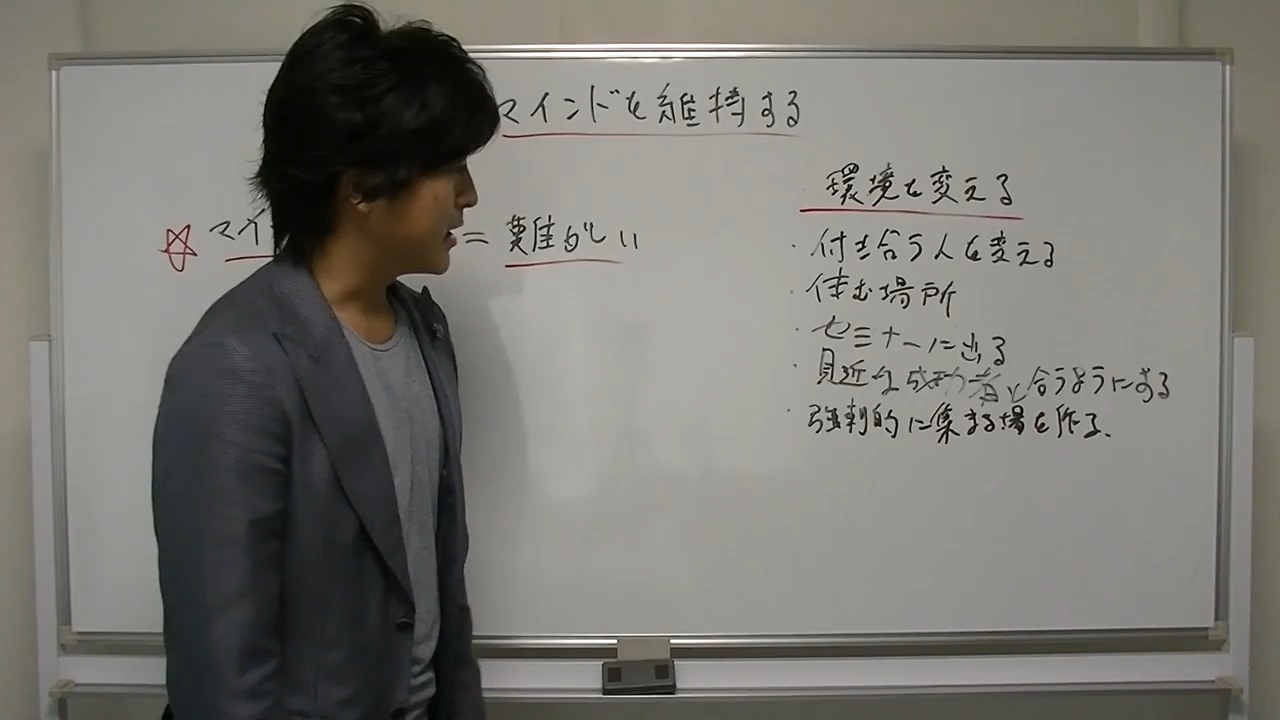 マインドを維持する
環境を変える
マイ = 難がしい
・付き合う人を変える
・住む場所
・セミナーに出る
・見近な成功者と合うようにする
・強制的に集まる場を作る、